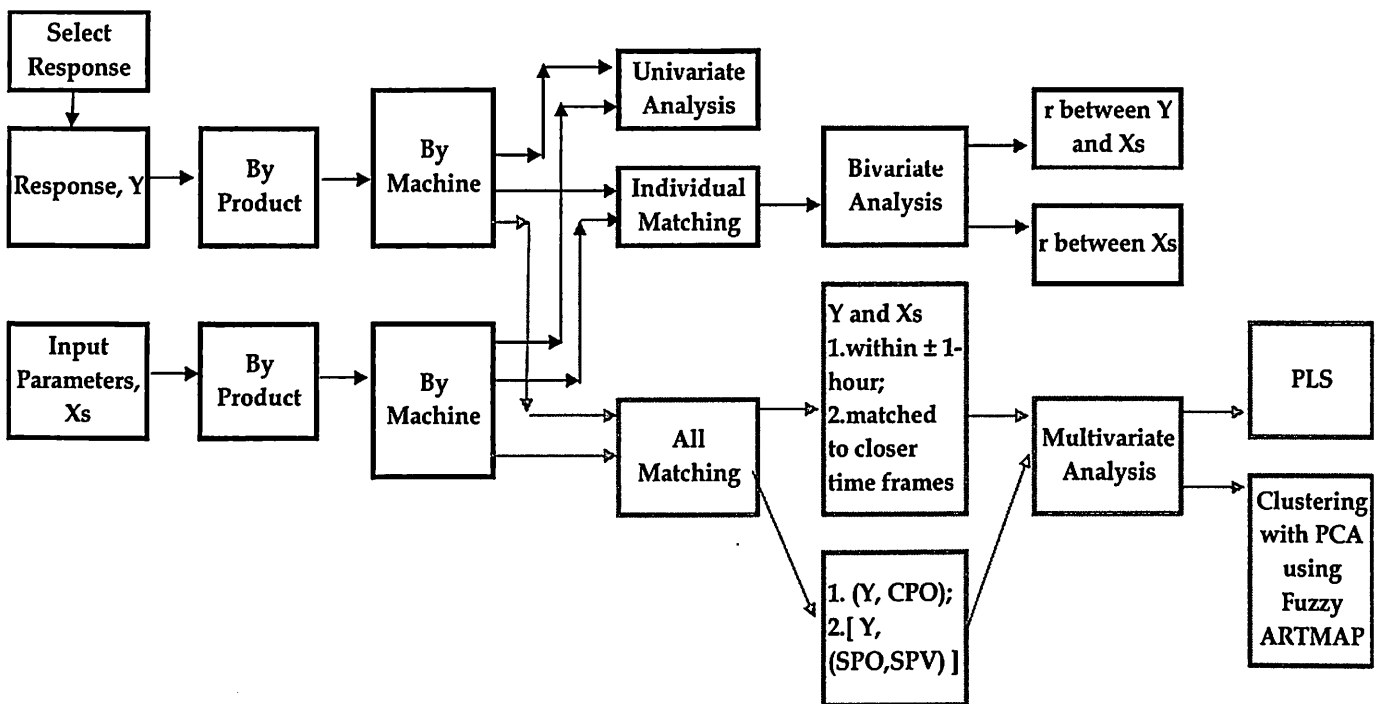 Select
Response
Response, Y
By
Product
By
Machine
Univariate
Analysis
Individual
Matching
Bivariate
Analysis
r between Y
and Xs
r between Xs
Input
Parameters,
Xs
By
Product
By
Machine
All
Matching
Y and Xs
1.within ± 1-
hour;
2.matched
to closer
time frames
1. (Y, CPO);
2.[ Y,
(SPO,SPV) ]
Multivariate
Analysis
PLS
Clustering
with PCA
using
Fuzzy
ARTMAP